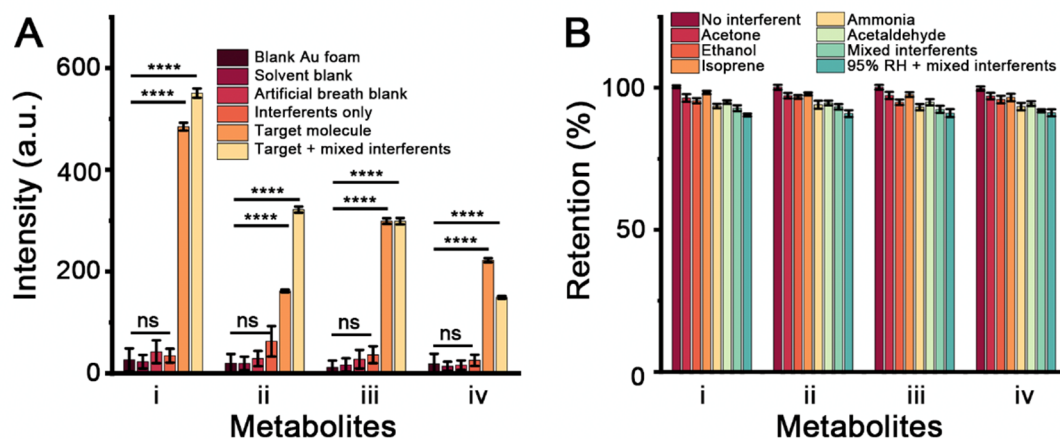 A
Intensity (a.u.)
600
400
200
0
Blank Au foam
Solvent blank
Artificial breath blank
Interferents only
Target molecule
Target + mixed interferents
****
****
ns
****
****
ns
****
****
ns
****
****
ns
i ii iii iv
Metabolites
B
Retention (%)
100
50
0
No interferent
Acetone
Ethanol
Isoprene
Ammonia
Acetaldehyde
Mixed interferents
95% RH + mixed interferents
i ii iii iv
Metabolites